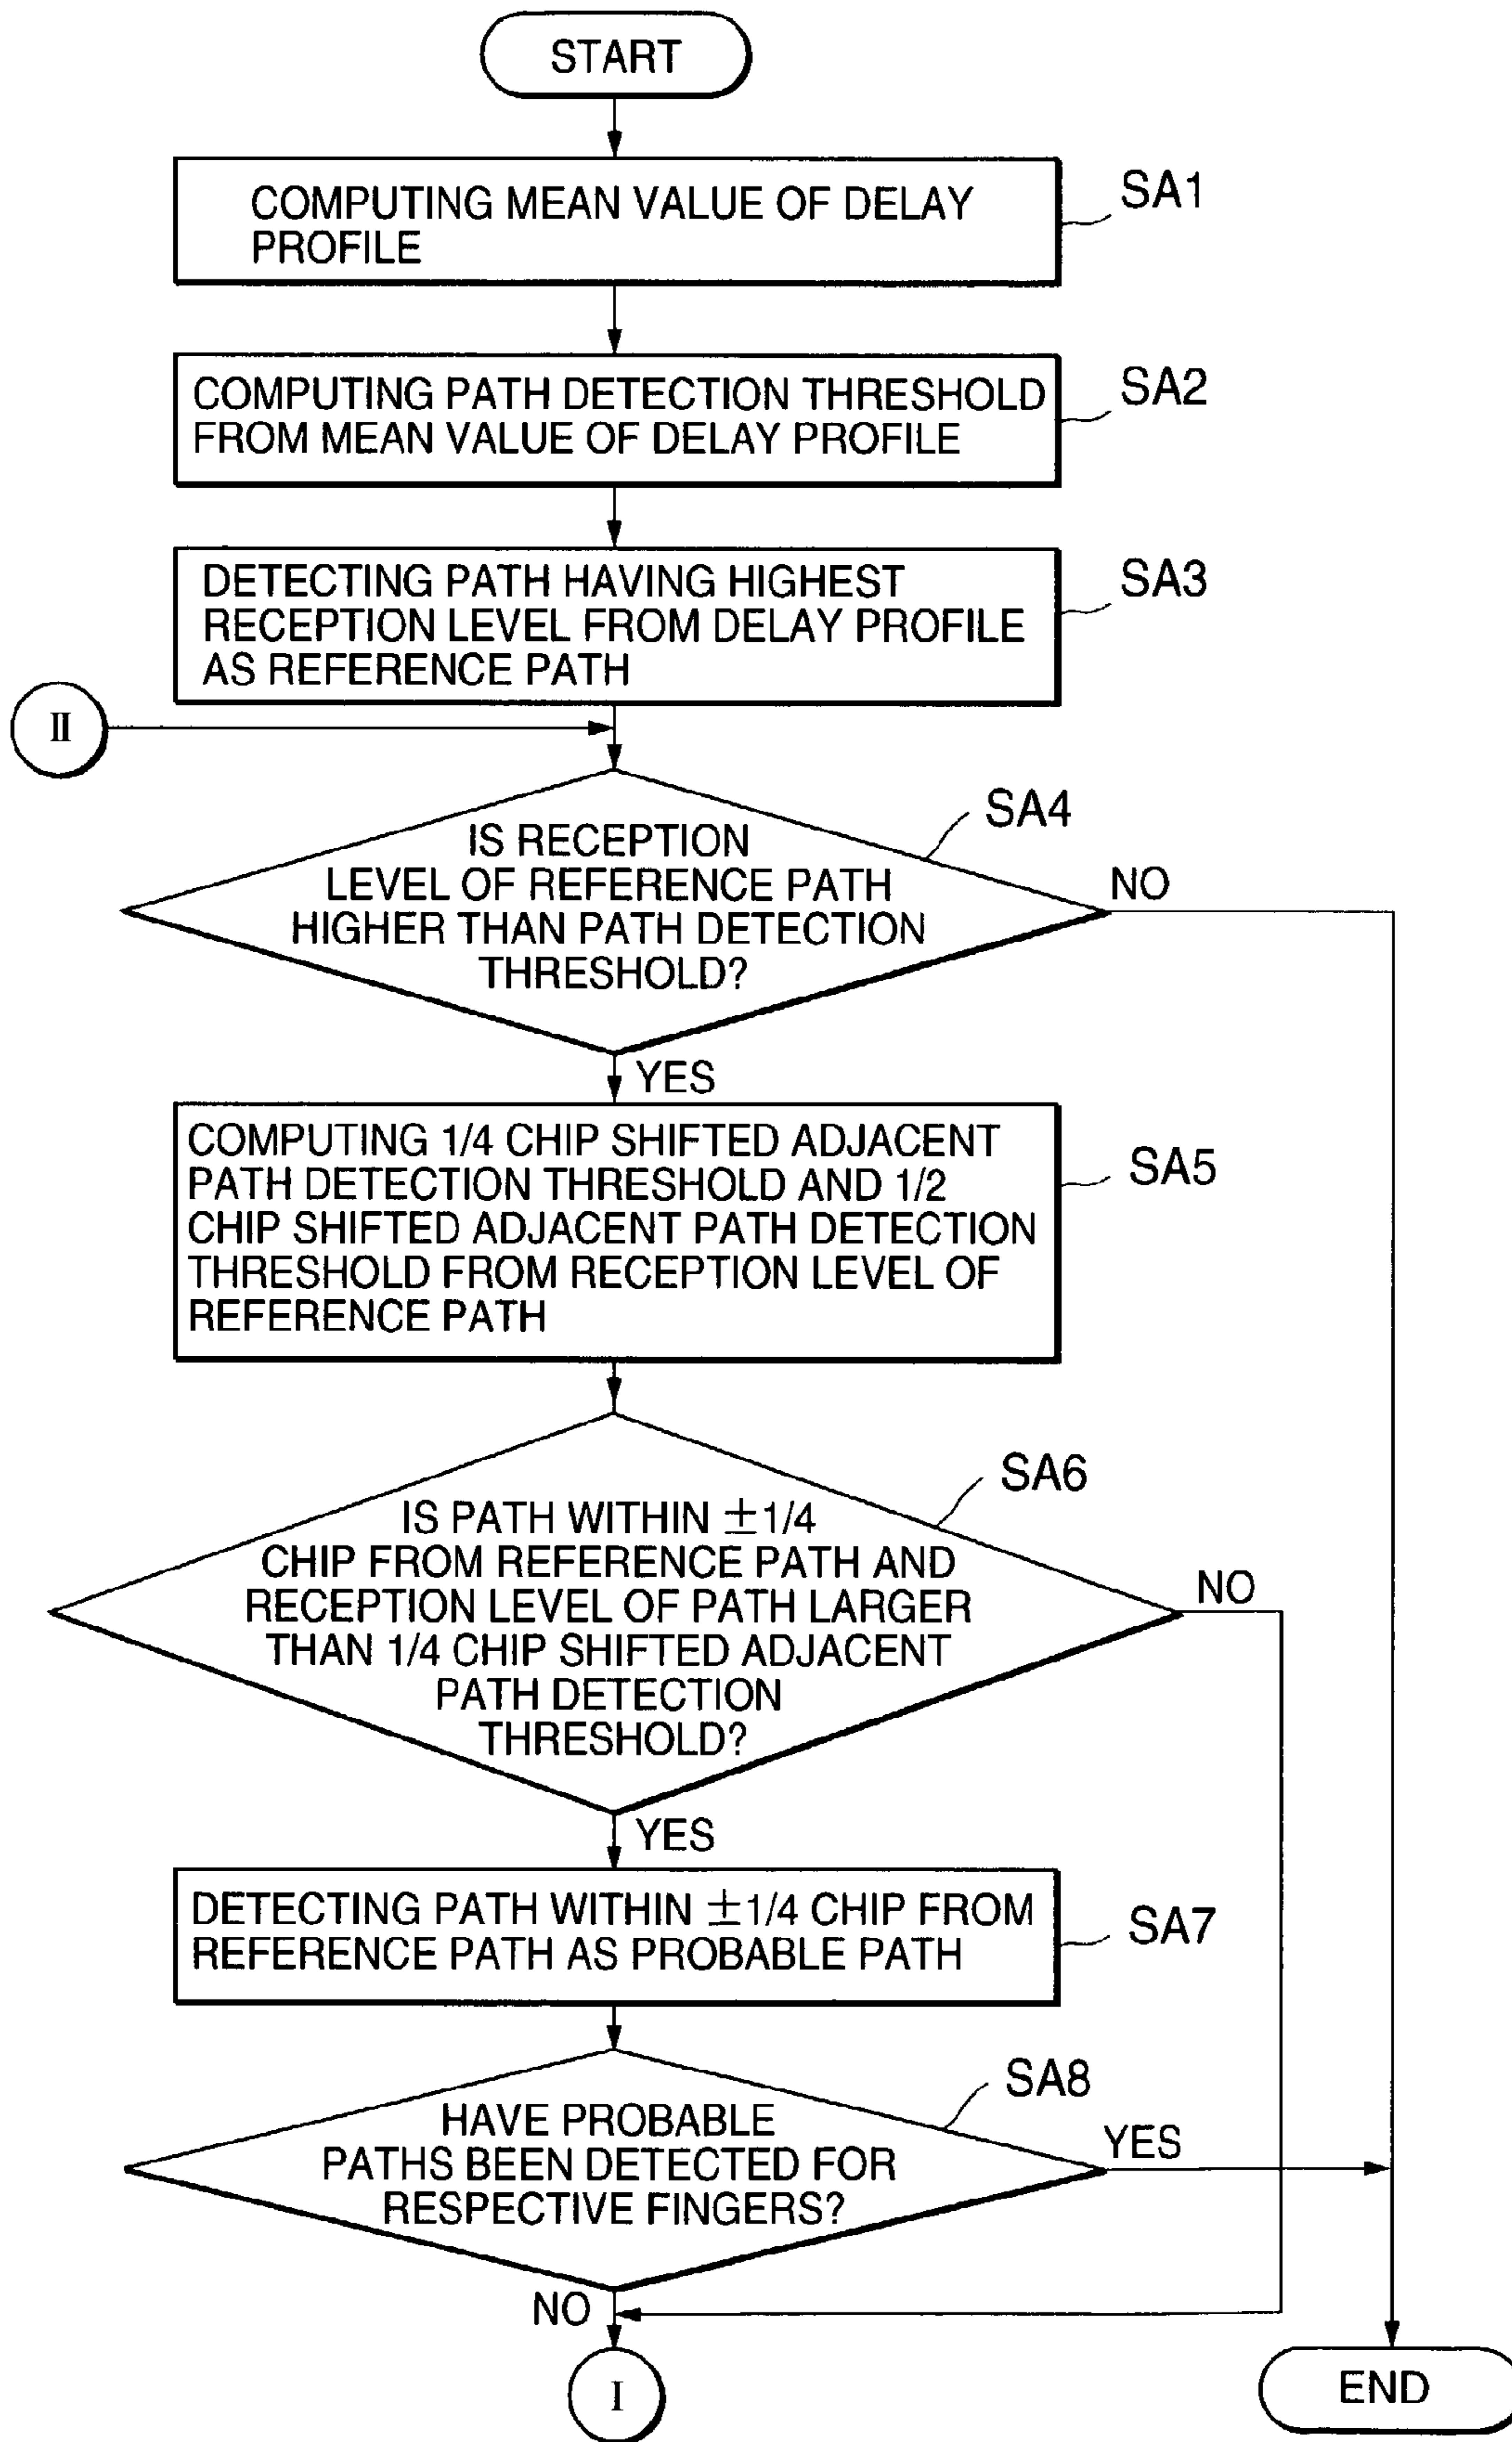 START
COMPUTING MEAN VALUE OF DELAY
PROFILE
SA1
COMPUTING PATH DETECTION THRESHOLD
FROM MEAN VALUE OF DELAY PROFILE
SA2
DETECTING PATH HAVING HIGHEST
RECEPTION LEVEL FROM DELAY PROFILE
AS REFERENCE PATH
SA3
II
IS RECEPTION
LEVEL OF REFERENCE PATH
HIGHER THAN PATH DETECTION
THRESHOLD?
SA4
NO
YES
COMPUTING 1/4 CHIP SHIFTED ADJACENT
PATH DETECTION THRESHOLD AND 1/2
CHIP SHIFTED ADJACENT PATH DETECTION
THRESHOLD FROM RECEPTION LEVEL OF
REFERENCE PATH
SA5
IS PATH WITHIN ±1/4
CHIP FROM REFERENCE PATH AND
RECEPTION LEVEL OF PATH LARGER
THAN 1/4 CHIP SHIFTED ADJACENT
PATH DETECTION
THRESHOLD?
SA6
NO
YES
DETECTING PATH WITHIN ±1/4 CHIP FROM
REFERENCE PATH AS PROBABLE PATH
SA7
HAVE PROBABLE
PATHS BEEN DETECTED FOR
RESPECTIVE FINGERS?
SA8
YES
NO
I
END